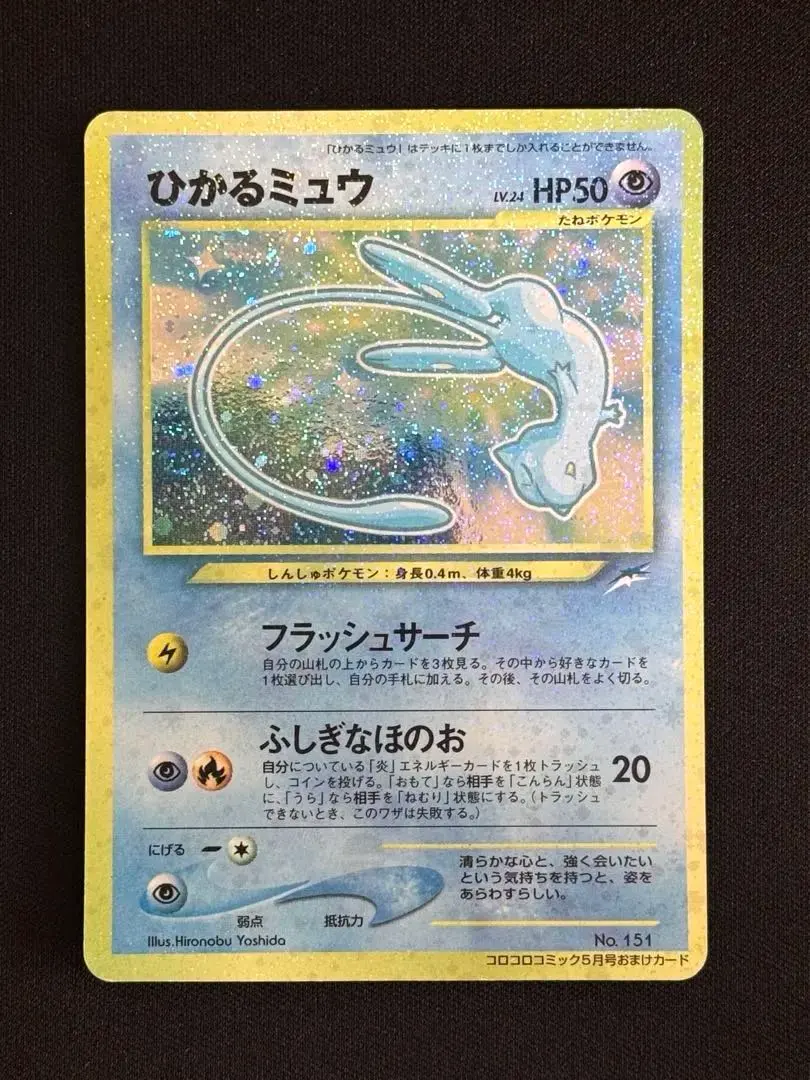 「ひかるミュウ」はデッキに1枚までしか入れることができません。
ひかるミュウ LV.24 HP50
たねポケモン
しんしゅポケモン：身長0.4m、体重4kg
フラッシュサーチ
自分の山札の上からカードを3枚見る。その中から好きなカードを
1枚選び出し、自分の手札に加える。その後、その山札をよく切る。
ふしぎなほのお
自分についている「炎」エネルギーカードを1枚トラッシュ
し、コインを投げる。「おもて」なら相手を「こんらん」状態
に、「うら」なら相手を「ねむり」状態にする。（トラッシュ
できないとき、このワザは失敗する。）
20
にげる
清らかな心と、強く会いたい
という気持ちを持つと、姿を
あらわすらしい。
弱点 抵抗力
Illus.Hironobu Yoshida
No. 151
コロコロコミック5月号おまけカード